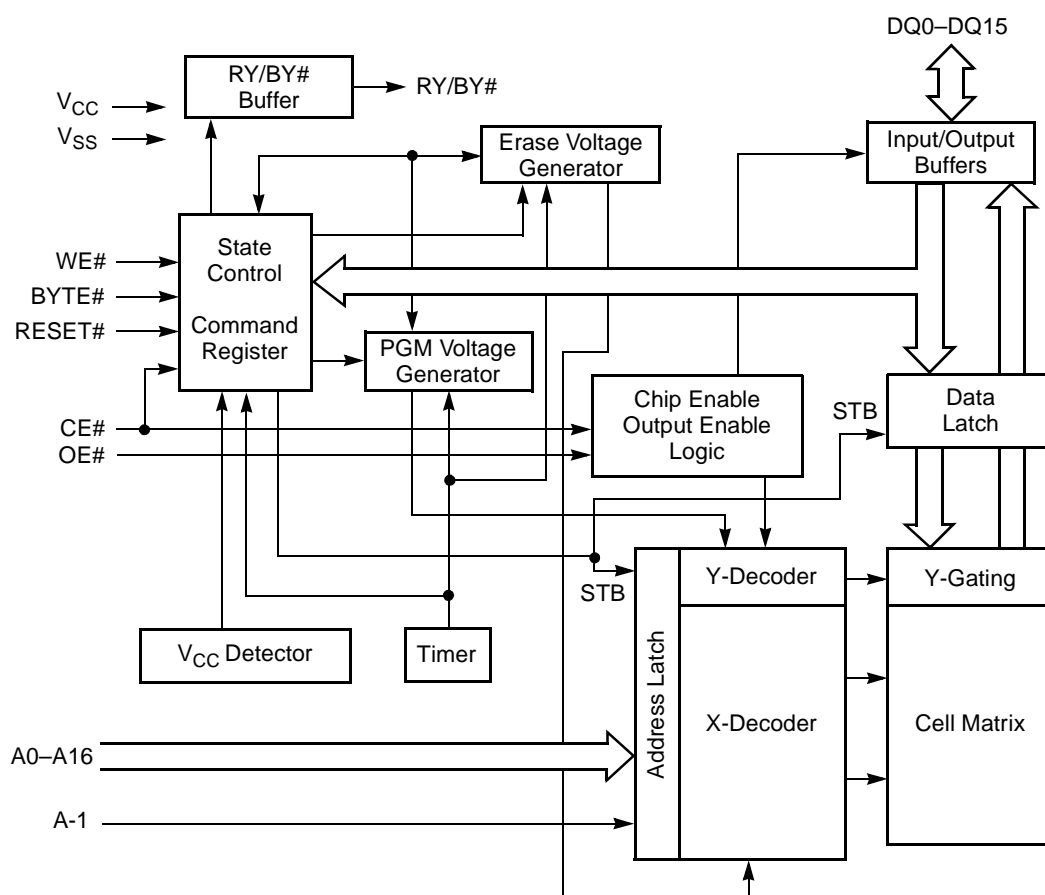 DQ0–DQ15
RY/BY#
Buffer
RY/BY#
VCC
VSS
Erase Voltage
Generator
Input/Output
Buffers
State
Control
WE#
BYTE#
RESET#
Command
Register
PGM Voltage
Generator
Chip Enable
Output Enable
Logic
STB
Data
Latch
CE#
OE#
Y-Decoder
Y-Gating
STB
VCC Detector
Timer
Address Latch
X-Decoder
Cell Matrix
A0–A16
A-1